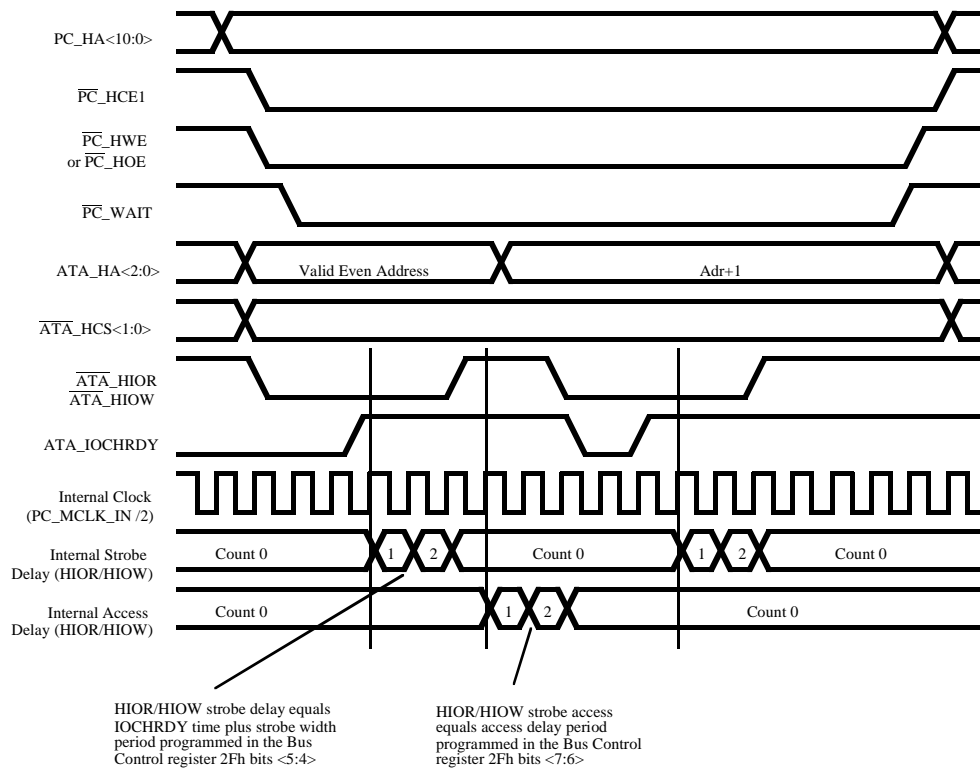 PC_HA<10:0>
PC_HCE1
PC_HWE
or PC_HOE
PC_WAIT
ATA_HA<2:0>
Valid Even Address
Adr+1
ATA_HCS<1:0>
ATA_HIOR
ATA_HIOW
ATA_IOCHRDY
Internal Clock
(PC_MCLK_IN /2)
Internal Strobe
Delay (HIOR/HIOW)
Count 0
1
2
Count 0
1
2
Count 0
Internal Access
Delay (HIOR/HIOW)
Count 0
1
2
Count 0
HIOR/HIOW strobe delay equals
IOCHRDY time plus strobe width
period programmed in the Bus
Control register 2Fh bits <5:4>
HIOR/HIOW strobe access
equals access delay period
programmed in the Bus Control
register 2Fh bits <7:6>